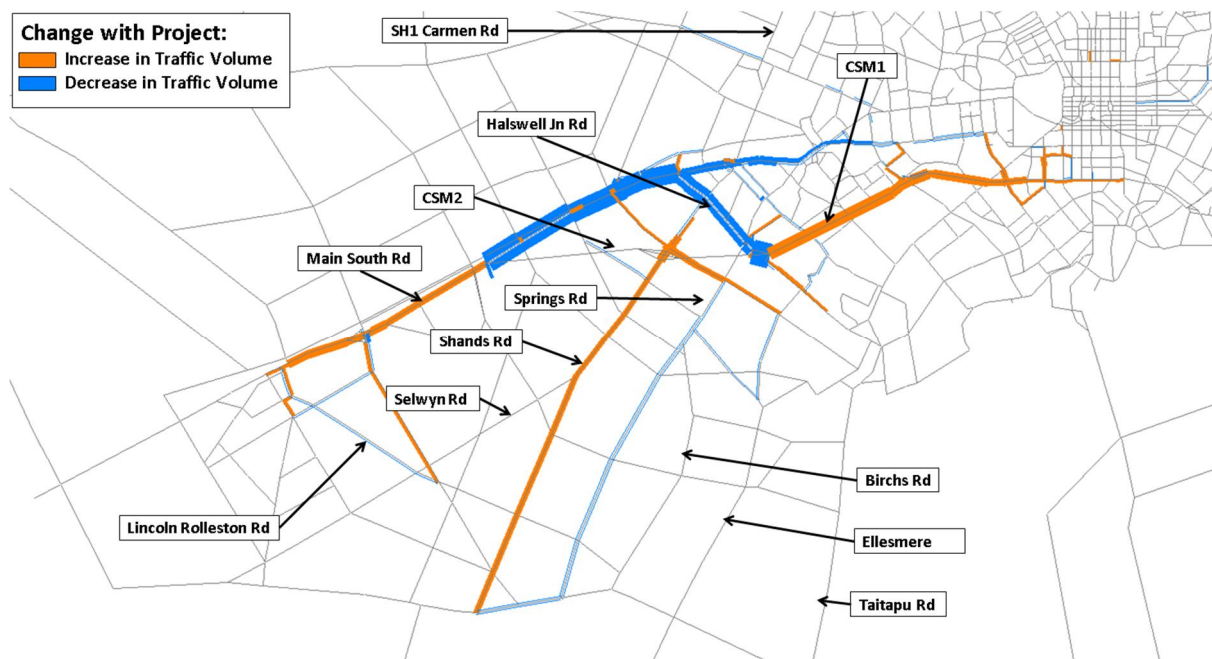 Change with Project:
Increase in Traffic Volume
Decrease in Traffic Volume
SH1 Carmen Rd
CSM1
Halswell Jn Rd
CSM2
Main South Rd
Springs Rd
Shands Rd
Selwyn Rd
Birchs Rd
Lincoln Rolleston Rd
Ellesmere
Taitapu Rd